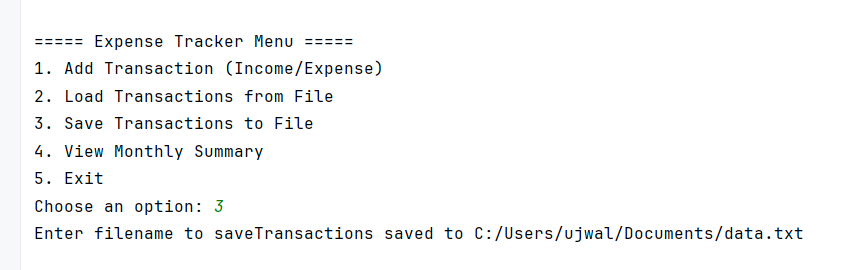 ===== Expense Tracker Menu =====
1. Add Transaction (Income/Expense)
2. Load Transactions from File
3. Save Transactions to File
4. View Monthly Summary
5. Exit
Choose an option: 3
Enter filename to saveTransactions saved to C:/Users/ujwal/Documents/data.txt